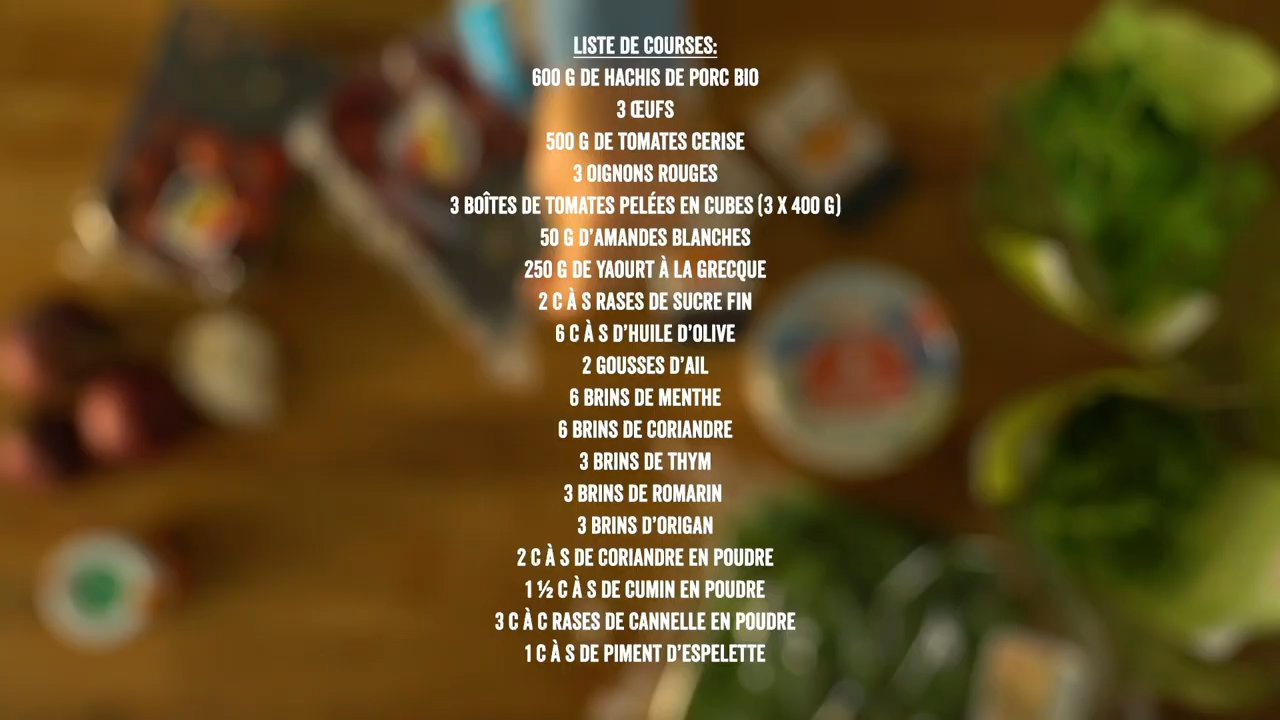 LISTE DE COURSES:
600 G DE HACHIS DE PORC BIO
3 ŒUFS
500 G DE TOMATES CERISE
3 OIGNONS ROUGES
3 BOÎTES DE TOMATES PELÉES EN CUBES (3 X 400 G)
50 G D'AMANDES BLANCHES
250 G DE YAOURT À LA GRECQUE
2 C À S RASES DE SUCRE FIN
6 C À S D'HUILE D'OLIVE
2 GOUSSES D'AIL
6 BRINS DE MENTHE
6 BRINS DE CORIANDRE
3 BRINS DE THYM
3 BRINS DE ROMARIN
3 BRINS D'ORIGAN
2 C À S DE CORIANDRE EN POUDRE
1 ½ C À S DE CUMIN EN POUDRE
3 C À C RASES DE CANNELLE EN POUDRE
1 C À S DE PIMENT D'ESPELETTE